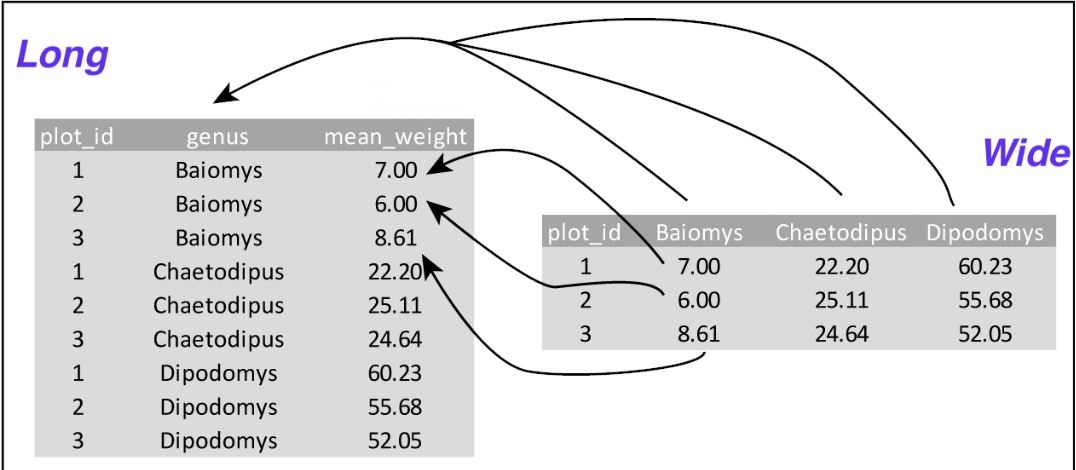 Long
plot_id genus mean_weight
1 Baiomys 7.00
2 Baiomys 6.00
3 Baiomys 8.61
1 Chaetodipus 22.20
2 Chaetodipus 25.11
3 Chaetodipus 24.64
1 Dipodomys 60.23
2 Dipodomys 55.68
3 Dipodomys 52.05
Wide
plot_id Baiomys Chaetodipus Dipodomys
1 7.00 22.20 60.23
2 6.00 25.11 55.68
3 8.61 24.64 52.05